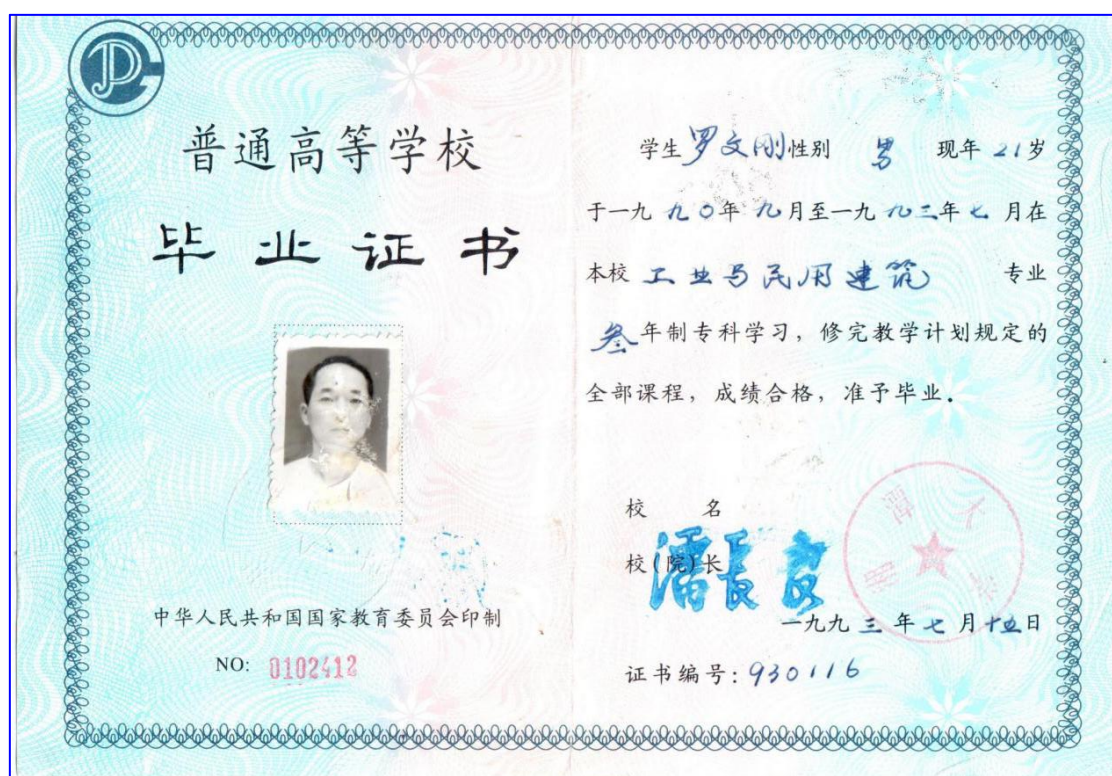 普通高等学校
毕业证书
中华人民共和国国家教育委员会印制
NO: 0102412
学生罗文刚性别 男 现年 21岁
于一九九〇年九月至一九九三年七月在
本校 工业与民用建筑 专业
叁年制专科学习，修完教学计划规定的
全部课程，成绩合格，准予毕业．
校 名
校(院)长
一九九三年七月十五日
证书编号：930116
湘潭大学